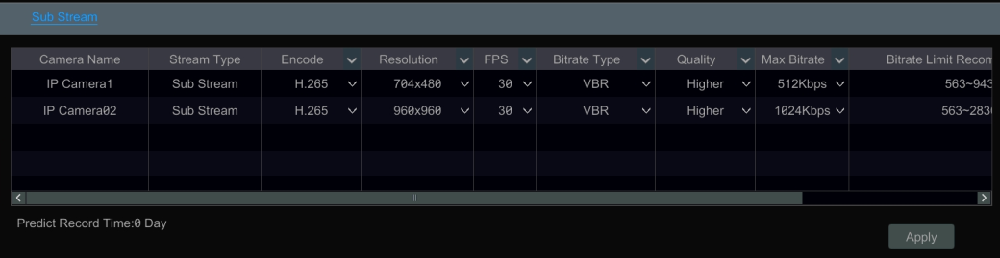 Sub Stream
Camera Name Stream Type Encode Resolution FPS Bitrate Type Quality Max Bitrate Bitrate Limit Recom
IP Camera1 Sub Stream H.265 704x480 30 VBR Higher 512Kbps 563~943
IP Camera02 Sub Stream H.265 960x960 30 VBR Higher 1024Kbps 563~283
Predict Record Time:0 Day
Apply